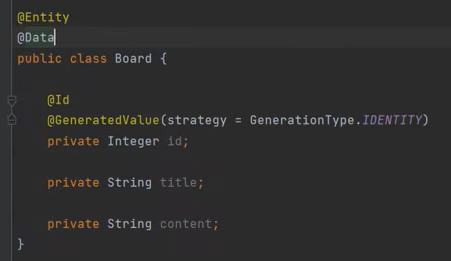 @Entity
@Data
public class Board {
@Id
@GeneratedValue(strategy = GenerationType.IDENTITY)
private Integer id;
private String title;
private String content;
}